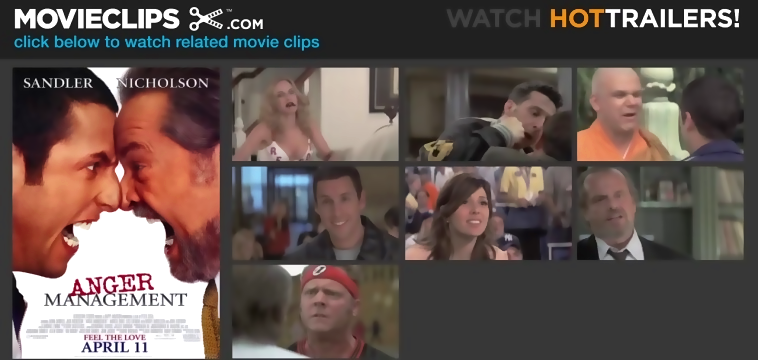 MOVIECLIPS™.COM
WATCH HOTTRAILERS!
click below to watch related movie clips
SANDLER NICHOLSON
ANGER
MANAGEMENT
FEEL THE LOVE
APRIL 11